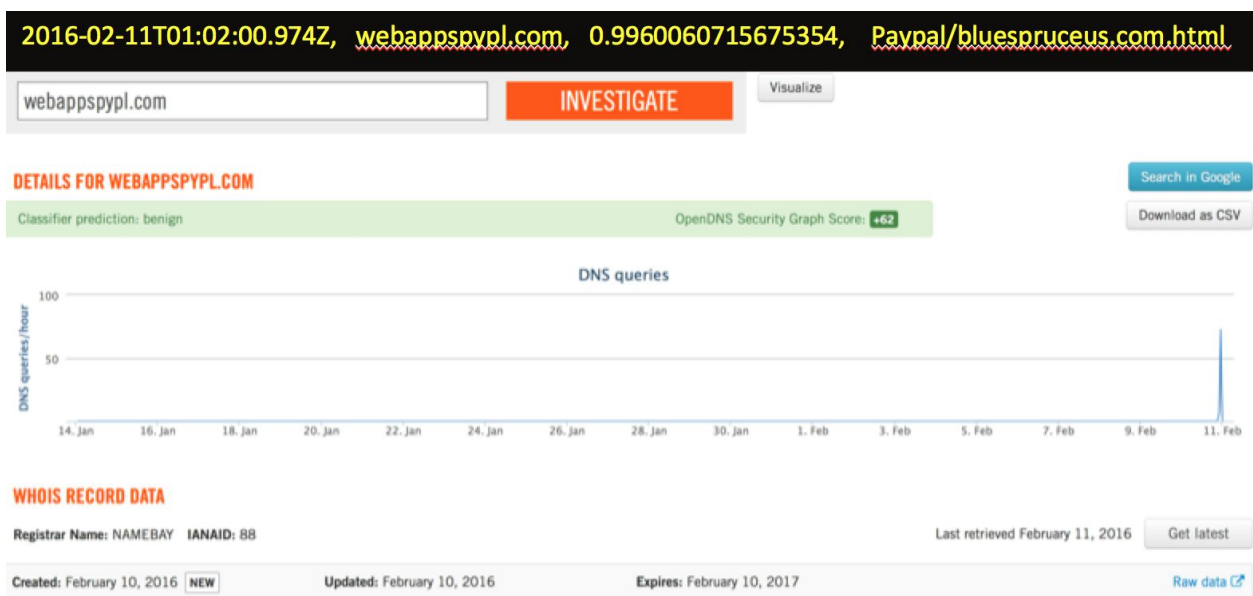 2016-02-11T01:02:00.974Z, webappspypl.com, 0.9960060715675354, Paypal/bluespruceus.com.html
webappspypl.com INVESTIGATE Visualize
DETAILS FOR WEBAPPSPYPL.COM Search in Google
Classifier prediction: benign OpenDNS Security Graph Score: +62 Download as CSV
DNS queries
100
50
DNS queries/hour
14. Jan 16. Jan 18. Jan 20. Jan 22. Jan 24. Jan 26. Jan 28. Jan 30. Jan 1. Feb 3. Feb 5. Feb 7. Feb 9. Feb 11. Feb
WHOIS RECORD DATA
Registrar Name: NAMEBAY IANAID: 88 Last retrieved February 11, 2016 Get latest
Created: February 10, 2016 NEW Updated: February 10, 2016 Expires: February 10, 2017 Raw data